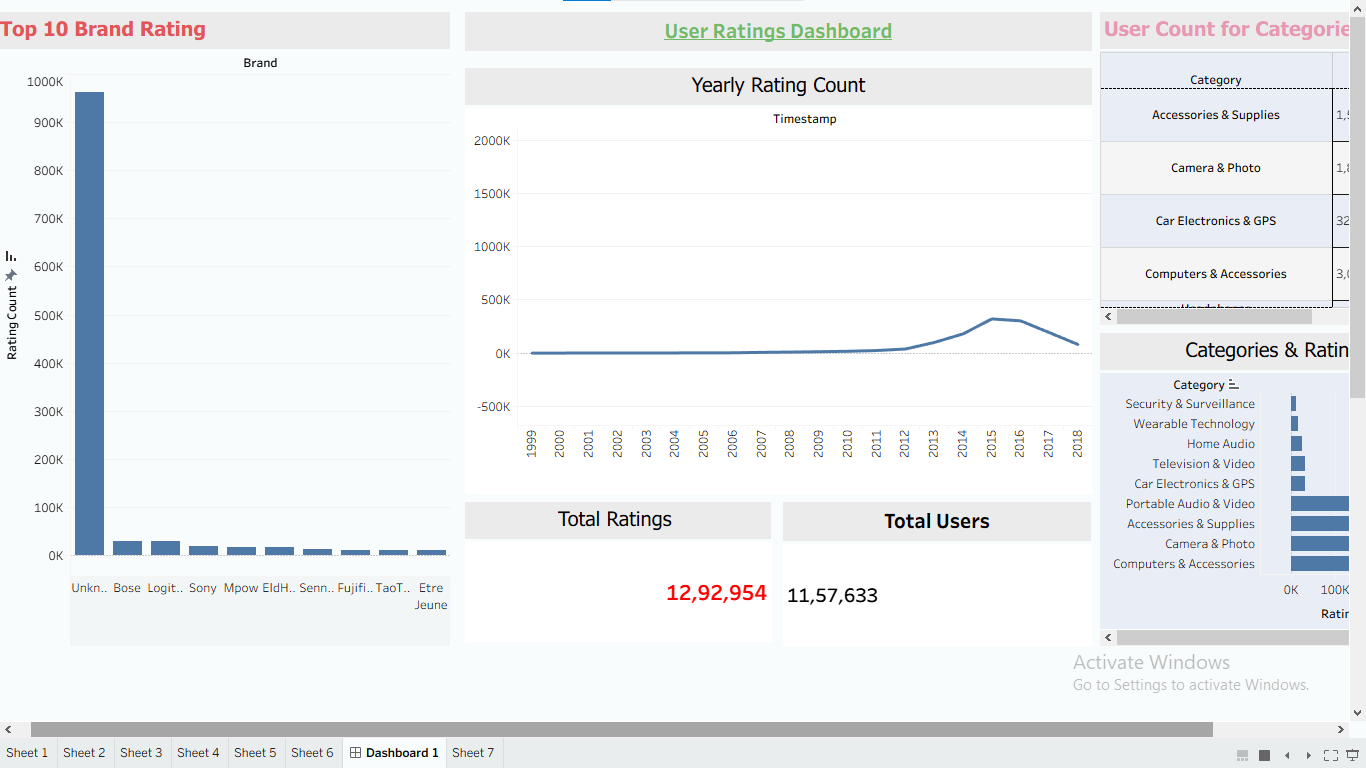 Top 10 Brand Rating
Brand
1000K
900K
800K
700K
600K
500K
400K
300K
200K
100K
0K
Rating Count
Unkn..
Bose
Logit..
Sony
Mpow
EldH..
Senn..
Fujifi..
TaoT..
Etre
Jeune
User Ratings Dashboard
Yearly Rating Count
Timestamp
2000K
1500K
1000K
500K
0K
-500K
1999
2000
2001
2002
2003
2004
2005
2006
2007
2008
2009
2010
2011
2012
2013
2014
2015
2016
2017
2018
Total Ratings
12,92,954
Total Users
11,57,633
User Count for Categorie
Category
Accessories & Supplies
1,5
Camera & Photo
1,8
Car Electronics & GPS
32
Computers & Accessories
3,0
Categories & Ratin
Category
Security & Surveillance
Wearable Technology
Home Audio
Television & Video
Car Electronics & GPS
Portable Audio & Video
Accessories & Supplies
Camera & Photo
Computers & Accessories
0K
100K
Ratin
Activate Windows
Go to Settings to activate Windows.
Sheet 1
Sheet 2
Sheet 3
Sheet 4
Sheet 5
Sheet 6
Dashboard 1
Sheet 7